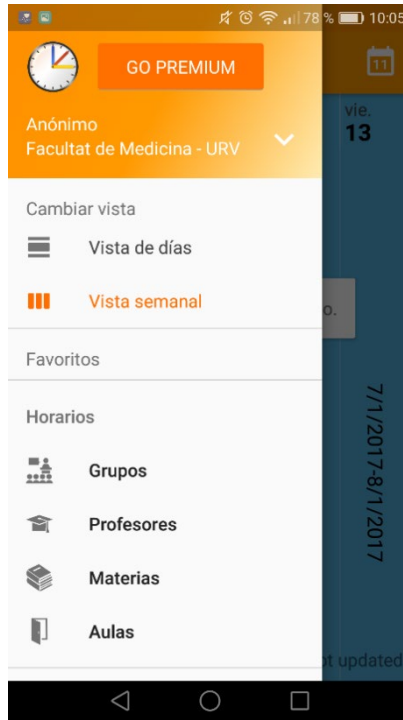 78 % 10:05
GO PREMIUM
11
Anónimo
Facultat de Medicina - URV
vie.
13
Cambiar vista
Vista de días
Vista semanal
o.
Favoritos
Horarios
Grupos
Profesores
Materias
Aulas
7/1/2017-8/1/2017
ot updated